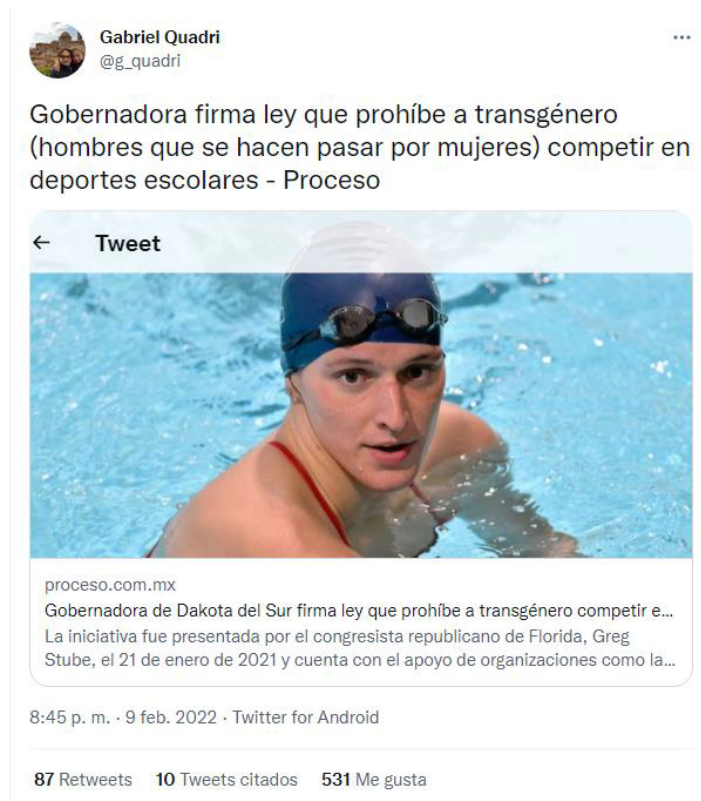 Gabriel Quadri
@g_quadri
Gobernadora firma ley que prohíbe a transgénero
(hombres que se hacen pasar por mujeres) competir en
deportes escolares - Proceso
Tweet
proceso.com.mx
Gobernadora de Dakota del Sur firma ley que prohíbe a transgénero competir e...
La iniciativa fue presentada por el congresista republicano de Florida, Greg
Stube, el 21 de enero de 2021 y cuenta con el apoyo de organizaciones como la...
8:45 p. m. · 9 feb. 2022 · Twitter for Android
87 Retweets 10 Tweets citados 531 Me gusta